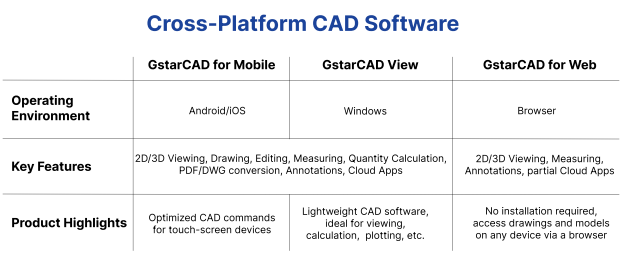 Cross-Platform CAD Software
GstarCAD for Mobile GstarCAD View GstarCAD for Web
Operating
Environment
Android/iOS Windows Browser
Key Features
2D/3D Viewing, Drawing, Editing, Measuring, Quantity Calculation,
PDF/DWG conversion, Annotations, Cloud Apps
2D/3D Viewing, Measuring,
Annotations, partial Cloud Apps
Product Highlights
Optimized CAD commands
for touch-screen devices
Lightweight CAD software,
ideal for viewing,
calculation, plotting, etc.
No installation required,
access drawings and models
on any device via a browser